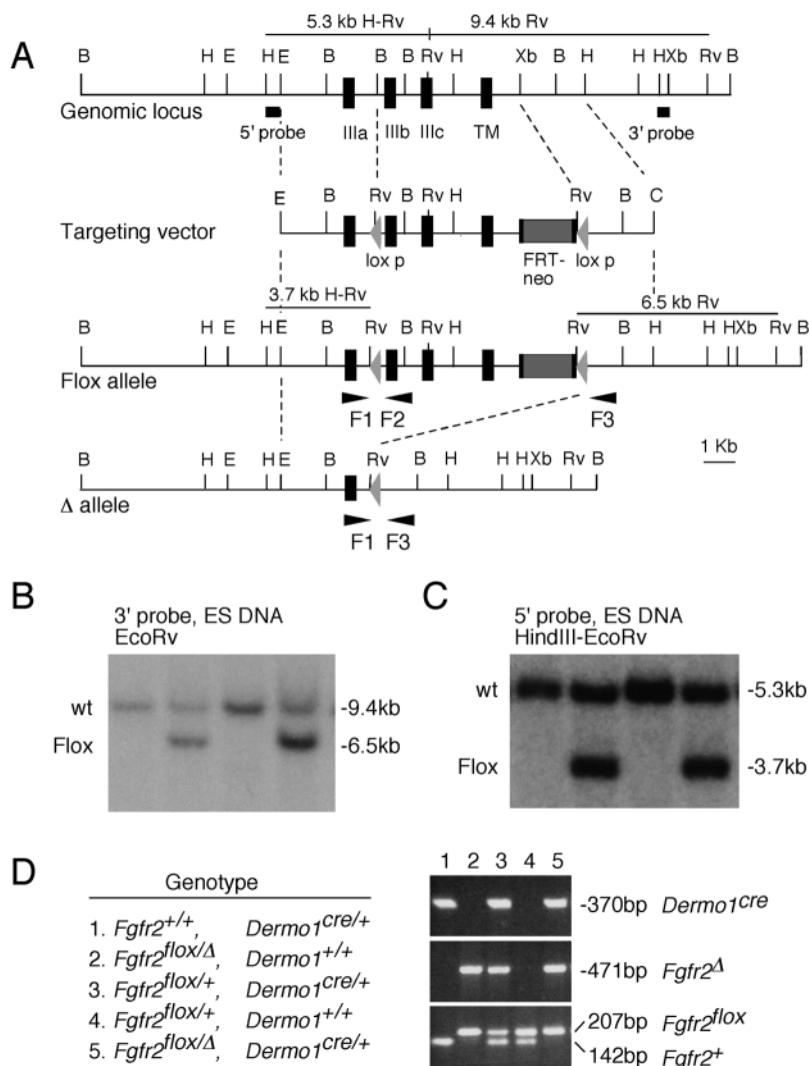 A
5.3 kb H-Rv 9.4 kb Rv
B H E H E B B B Rv H Xb B H H H Xb Rv B
Genomic locus
5' probe IIIa IIIb IIIc TM 3' probe
E B Rv B Rv H Rv B C
Targeting vector
lox p FRT-neo lox p
3.7 kb H-Rv 6.5 kb Rv
B H E H E B Rv B Rv H Rv B H H HXb Rv B
Flox allele
F1 F2 F3
1 Kb
B H E H E B Rv B H H HXb Rv B
Δ allele
F1 F3
B
3' probe, ES DNA
EcoRv
wt -9.4kb
Flox -6.5kb
C
5' probe, ES DNA
HindIII-EcoRv
wt -5.3kb
Flox -3.7kb
D
Genotype
1. Fgfr2+/+, Dermo1cre/+
2. Fgfr2flox/Δ, Dermo1+/+
3. Fgfr2flox/+, Dermo1cre/+
4. Fgfr2flox/+, Dermo1+/+
5. Fgfr2flox/Δ, Dermo1cre/+
1 2 3 4 5
-370bp Dermo1cre
-471bp Fgfr2Δ
207bp Fgfr2flox
142bp Fgfr2+